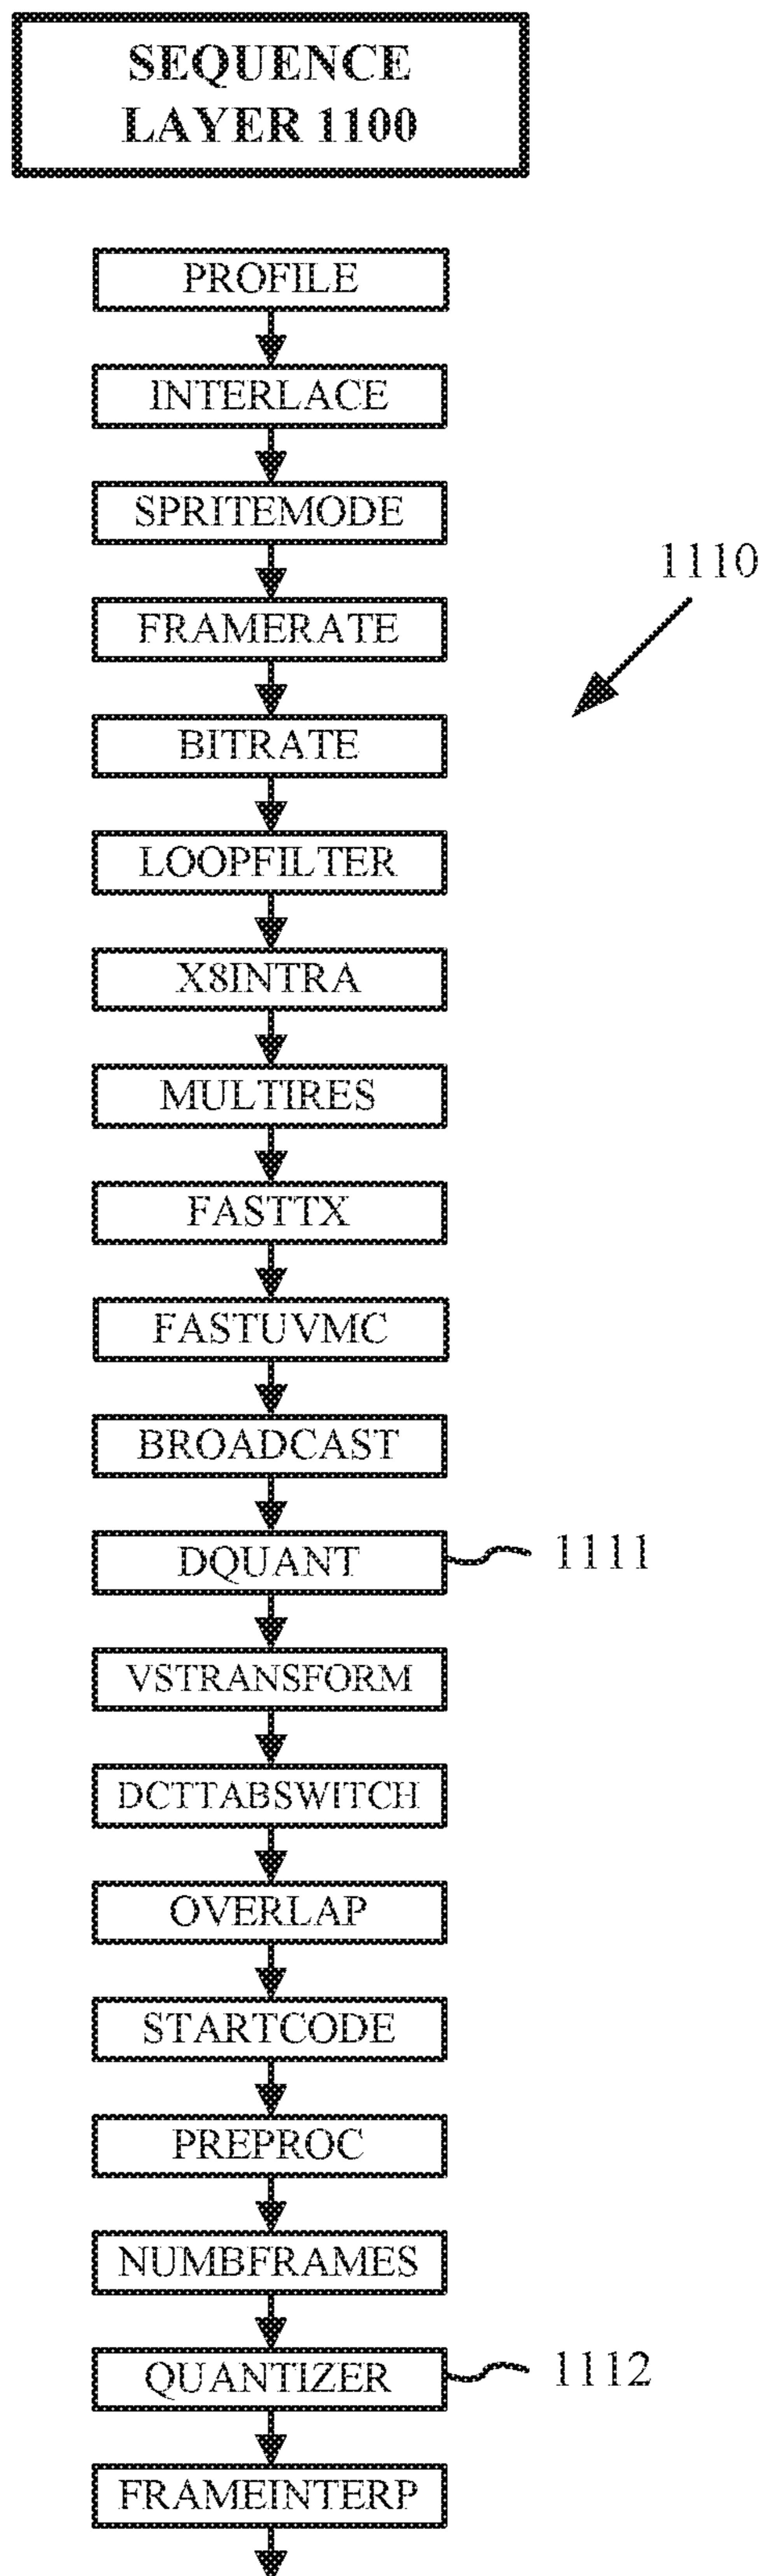 SEQUENCE
LAYER 1100
PROFILE
INTERLACE
SPRITEMODE
1110
FRAMERATE
BITRATE
LOOPFILTER
X8INTRA
MULTIRES
FASTTX
FASTUVMC
BROADCAST
DQUANT 1111
VSTRANSFORM
DCTTABSWITCH
OVERLAP
STARTCODE
PREPROC
NUMBFRAMES
QUANTIZER 1112
FRAMEINTERP